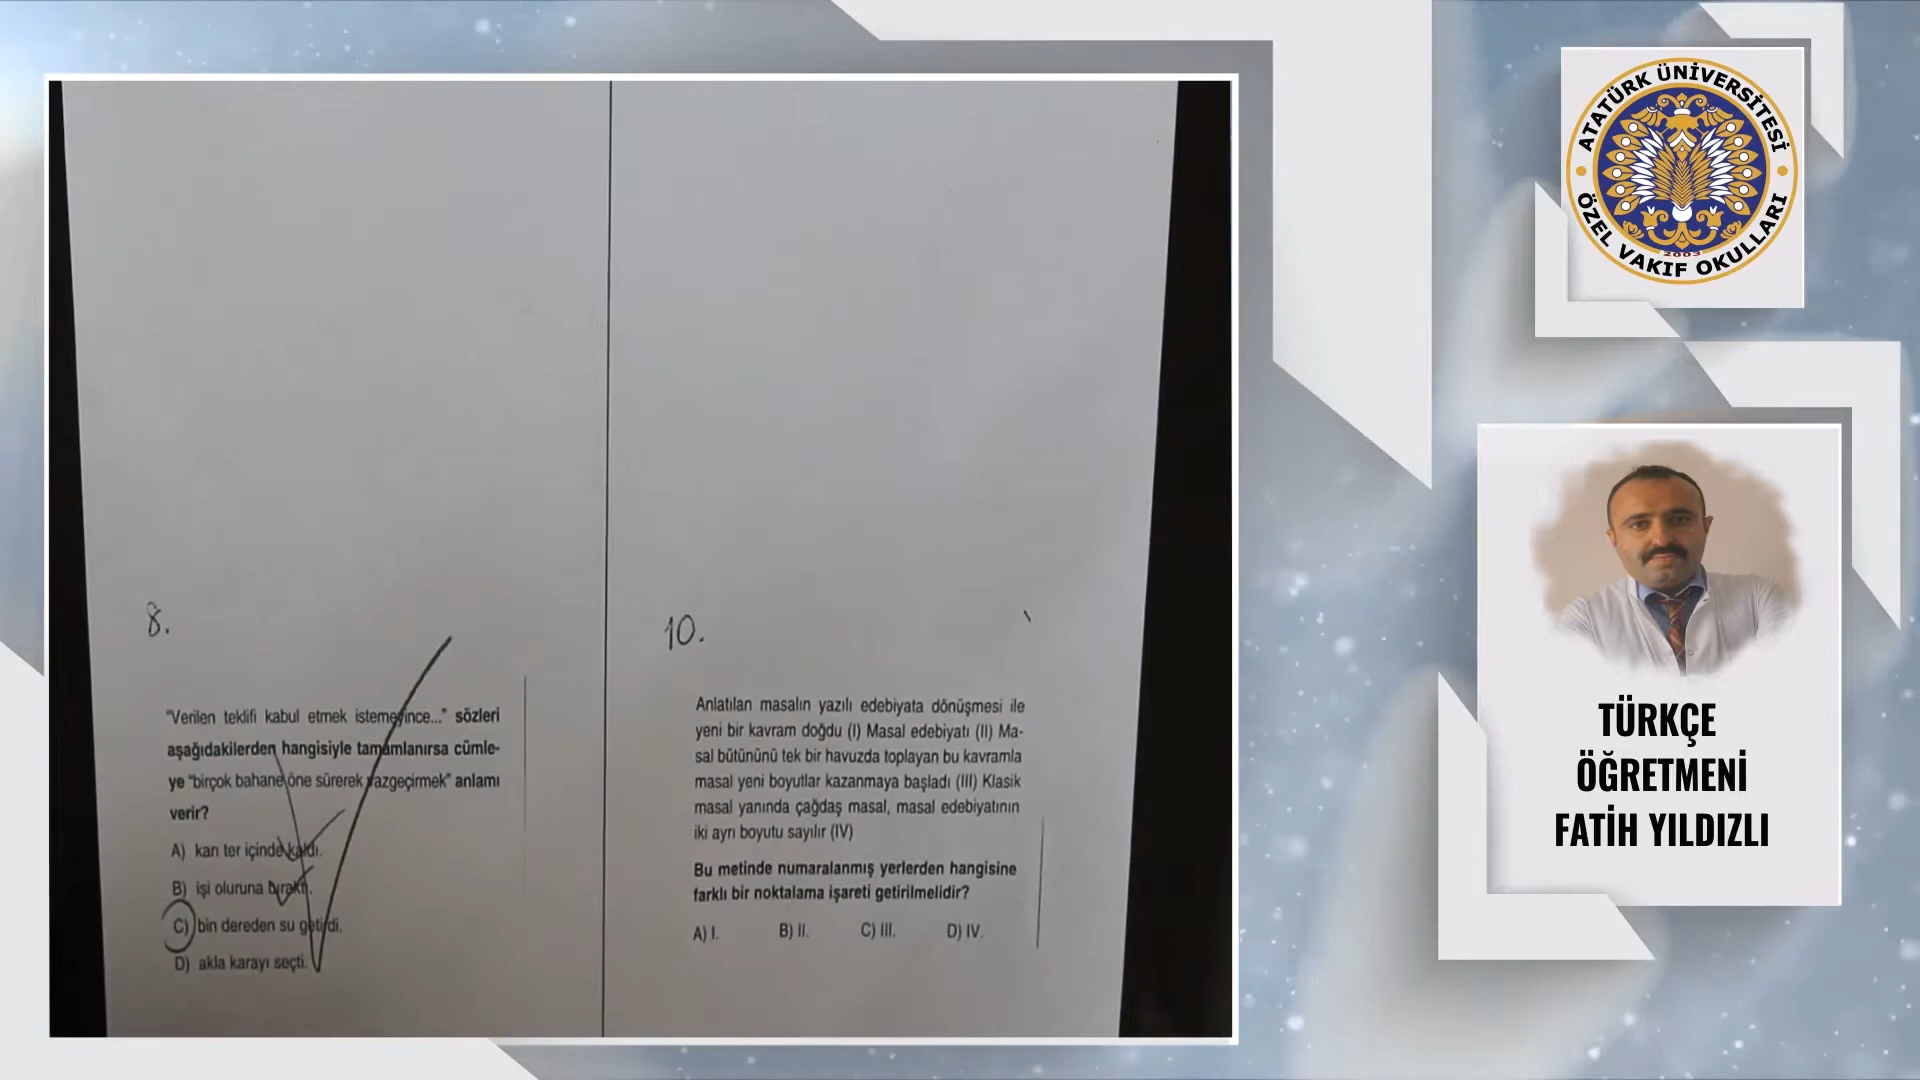 8.
"Verilen teklifi kabul etmek istemeyince..." sözleri
aşağıdakilerden hangisiyle tamamlanırsa cümle-
ye "birçok bahane öne sürerek vazgeçirmek" anlamı
verir?
A) kan ter içinde kaldı.
B) işi oluruna bıraktı.
C) bin dereden su getirdi.
D) akla karayı seçti.
10.
Anlatılan masalın yazılı edebiyata dönüşmesi ile
yeni bir kavram doğdu (I) Masal edebiyatı (II) Ma-
sal bütününü tek bir havuzda toplayan bu kavramla
masal yeni boyutlar kazanmaya başladı (III) Klasik
masal yanında çağdaş masal, masal edebiyatının
iki ayrı boyutu sayılır (IV)
Bu metinde numaralanmış yerlerden hangisine
farklı bir noktalama işareti getirilmelidir?
A) I. B) II. C) III. D) IV.
ATATÜRK ÜNİVERSİTESİ
ÖZEL VAKIF OKULLARI
2003
TÜRKÇE
ÖĞRETMENİ
FATİH YILDIZLI